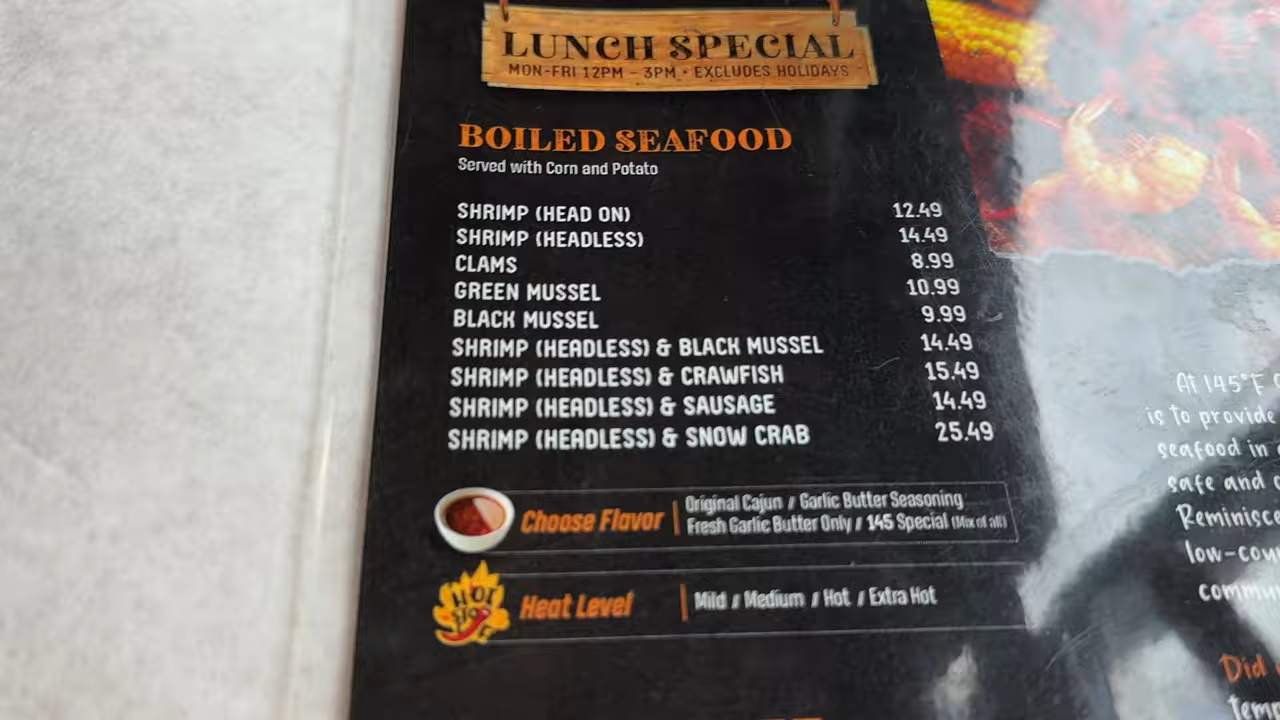 LUNCH SPECIAL
MON-FRI 12PM - 3PM • EXCLUDES HOLIDAYS
BOILED SEAFOOD
Served with Corn and Potato
SHRIMP (HEAD ON) 12.49
SHRIMP (HEADLESS) 14.49
CLAMS 8.99
GREEN MUSSEL 10.99
BLACK MUSSEL 9.99
SHRIMP (HEADLESS) & BLACK MUSSEL 14.49
SHRIMP (HEADLESS) & CRAWFISH 15.49
SHRIMP (HEADLESS) & SAUSAGE 14.49
SHRIMP (HEADLESS) & SNOW CRAB 25.49
Choose Flavor
Original Cajun / Garlic Butter Seasoning
Fresh Garlic Butter Only / 145 Special (Mix of all)
HOT
Heat Level
Mild / Medium / Hot / Extra Hot
At 145°F
is to provide
seafood in
safe and
Did